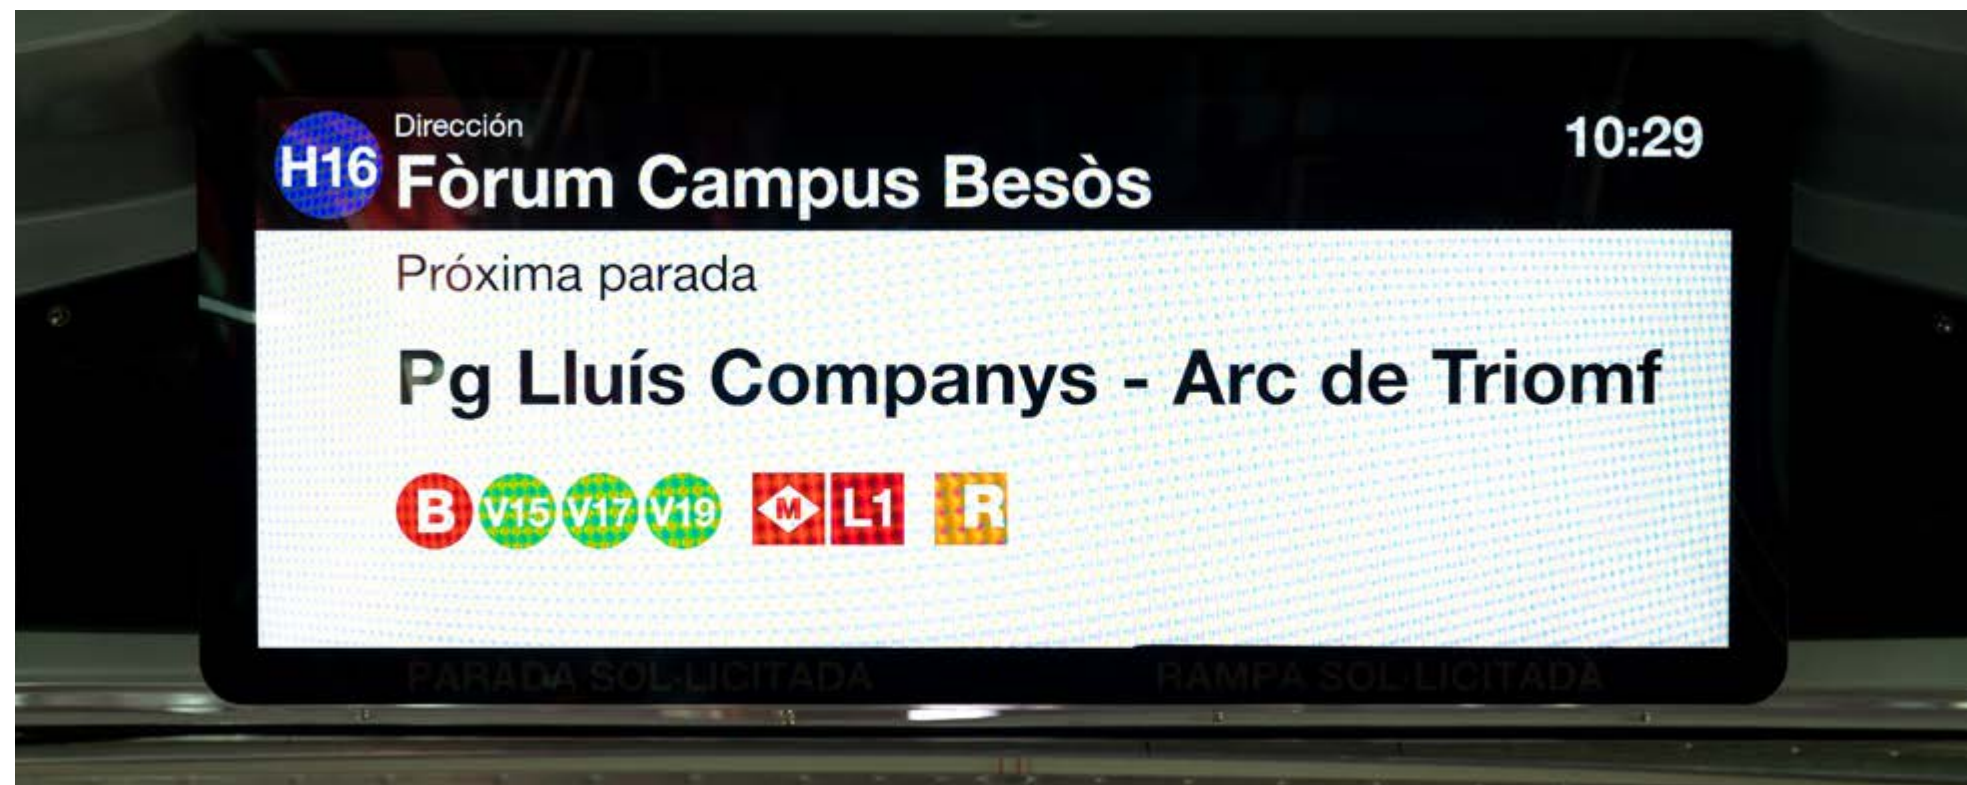 Dirección
10:29
H16 Fòrum Campus Besòs
Próxima parada
Pg Lluís Companys - Arc de Triomf
B V15 V17 V19 M L1 R
PARADA SOL·LICITADA RAMPA SOL·LICITADA